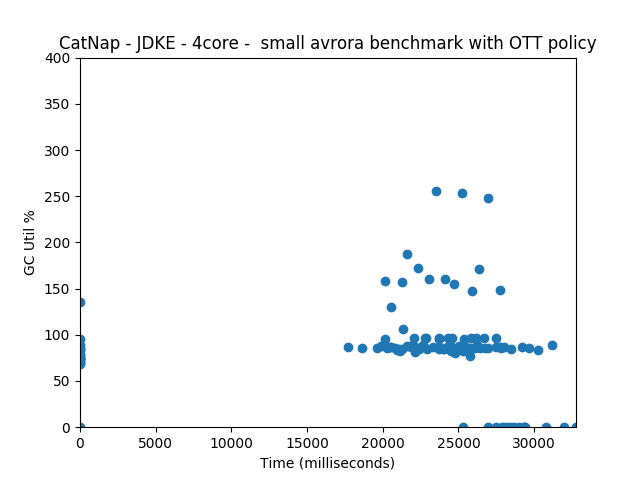 CatNap - JDKE - 4core -  small avrora benchmark with OTT policy
400
350
300
250
200
150
100
50
0
GC Util %
0 5000 10000 15000 20000 25000 30000
Time (milliseconds)